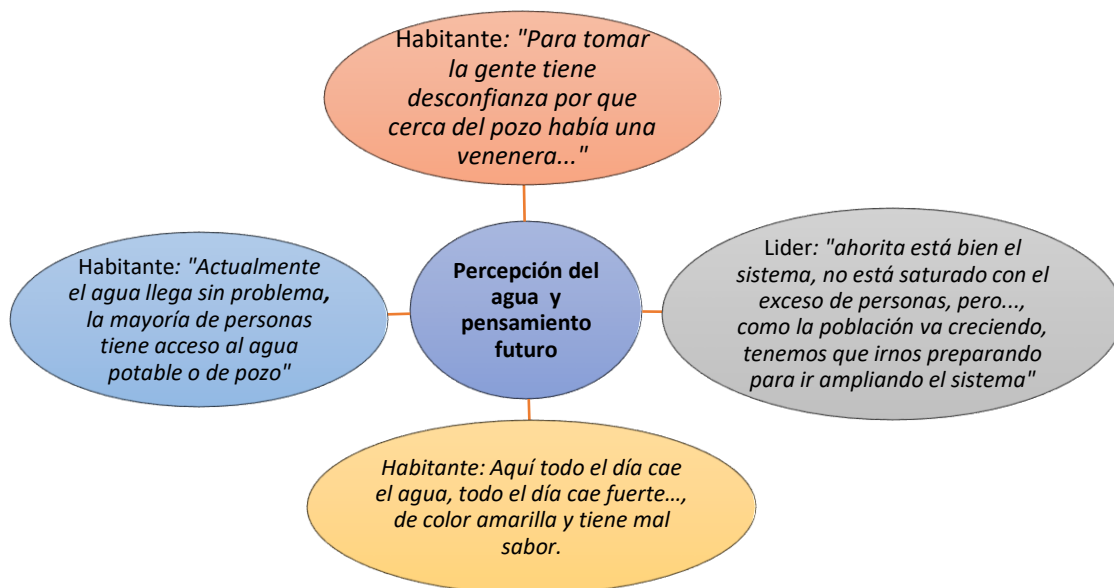 Habitante: "Para tomar
la gente tiene
desconfianza por que
cerca del pozo había una
venenera..."
Habitante: "Actualmente
el agua llega sin problema,
la mayoría de personas
tiene acceso al agua
potable o de pozo"
Percepción del
agua y
pensamiento
futuro
Lider: "ahorita está bien el
sistema, no está saturado con el
exceso de personas, pero...,
como la población va creciendo,
tenemos que irnos preparando
para ir ampliando el sistema"
Habitante: Aquí todo el día cae
el agua, todo el día cae fuerte...,
de color amarilla y tiene mal
sabor.